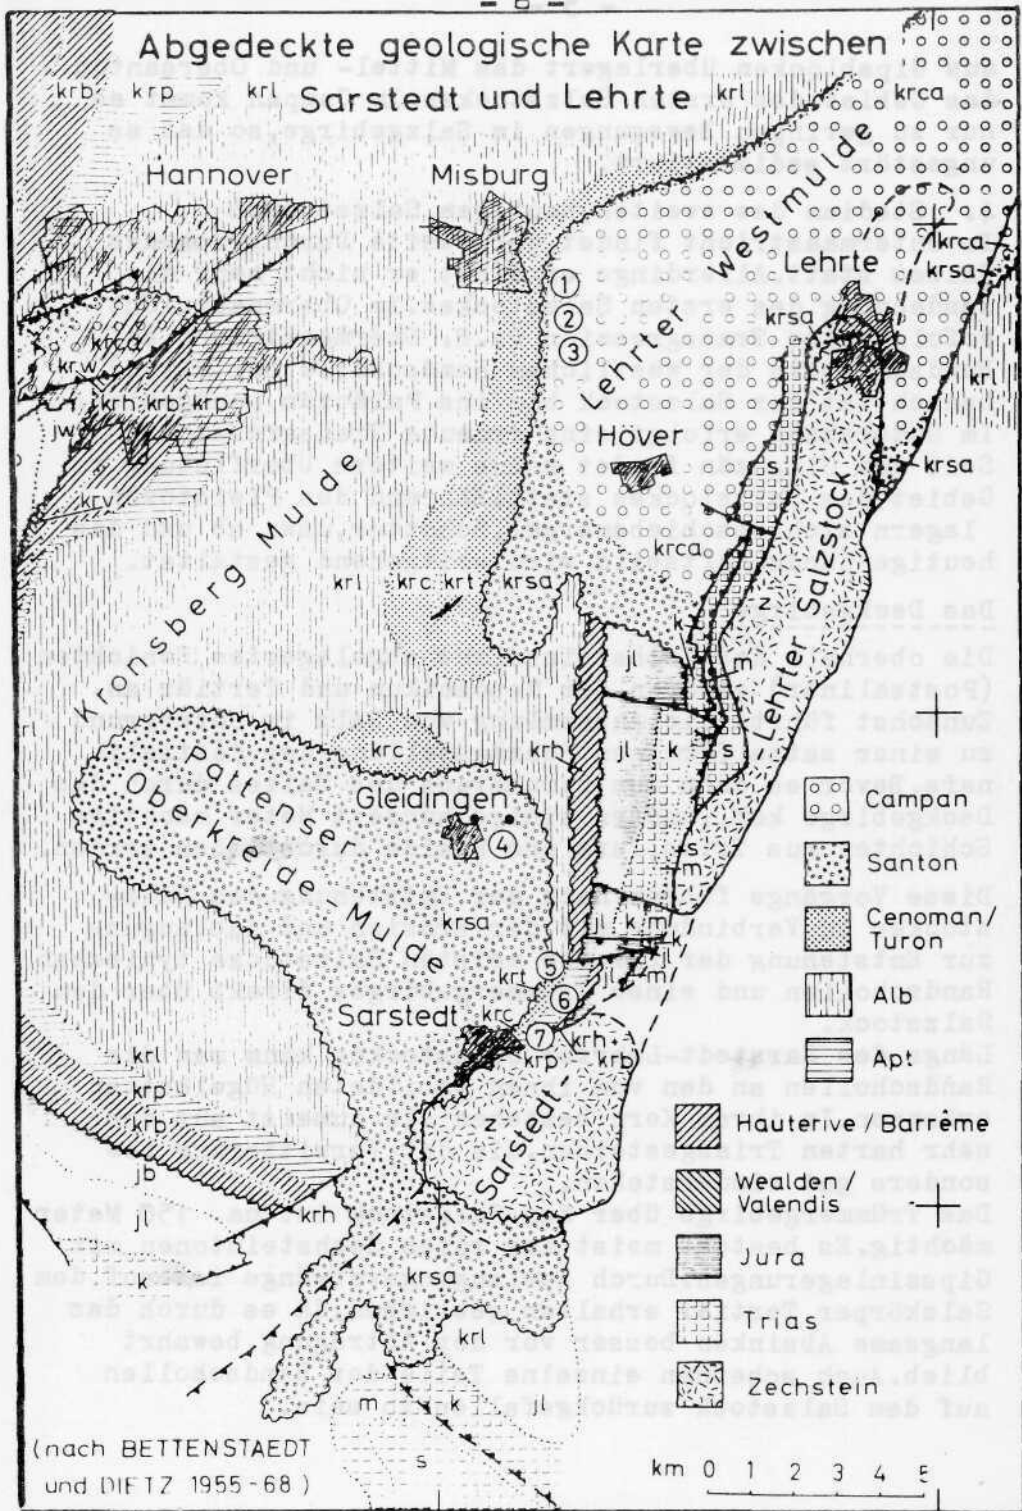 Abgedeckte geologische Karte zwischen
Sarstedt und Lehrte
krb krp krl krl krca
Hannover Misburg
Lehrter Westmulde
Lehrte
krca
krsa
krsa
1
2
3
krca
krw
krh krb krp
jw
krv
krl
Höver
s
krsa
Kronsberg Mulde
krca
krl krc krt krsa
k
z
m
Lehrter Salzstock
krc krh jl s
Pattenser
Oberkreide-Mulde
Gleidingen
4
s
m
krsa
jl k m
k
5 jl
krt jl m
6
Sarstedt krc
7 krh
krp krb
krl
krp
krb
z
Sarstedt
jb
jl krh
k
krsa
krl
m k jl
s
Campan
Santon
Cenoman/
Turon
Alb
Apt
Hauterive/Barrême
Wealden/
Valendis
Jura
Trias
Zechstein
(nach BETTENSTAEDT
und DIETZ 1955-68)
km 0 1 2 3 4 5